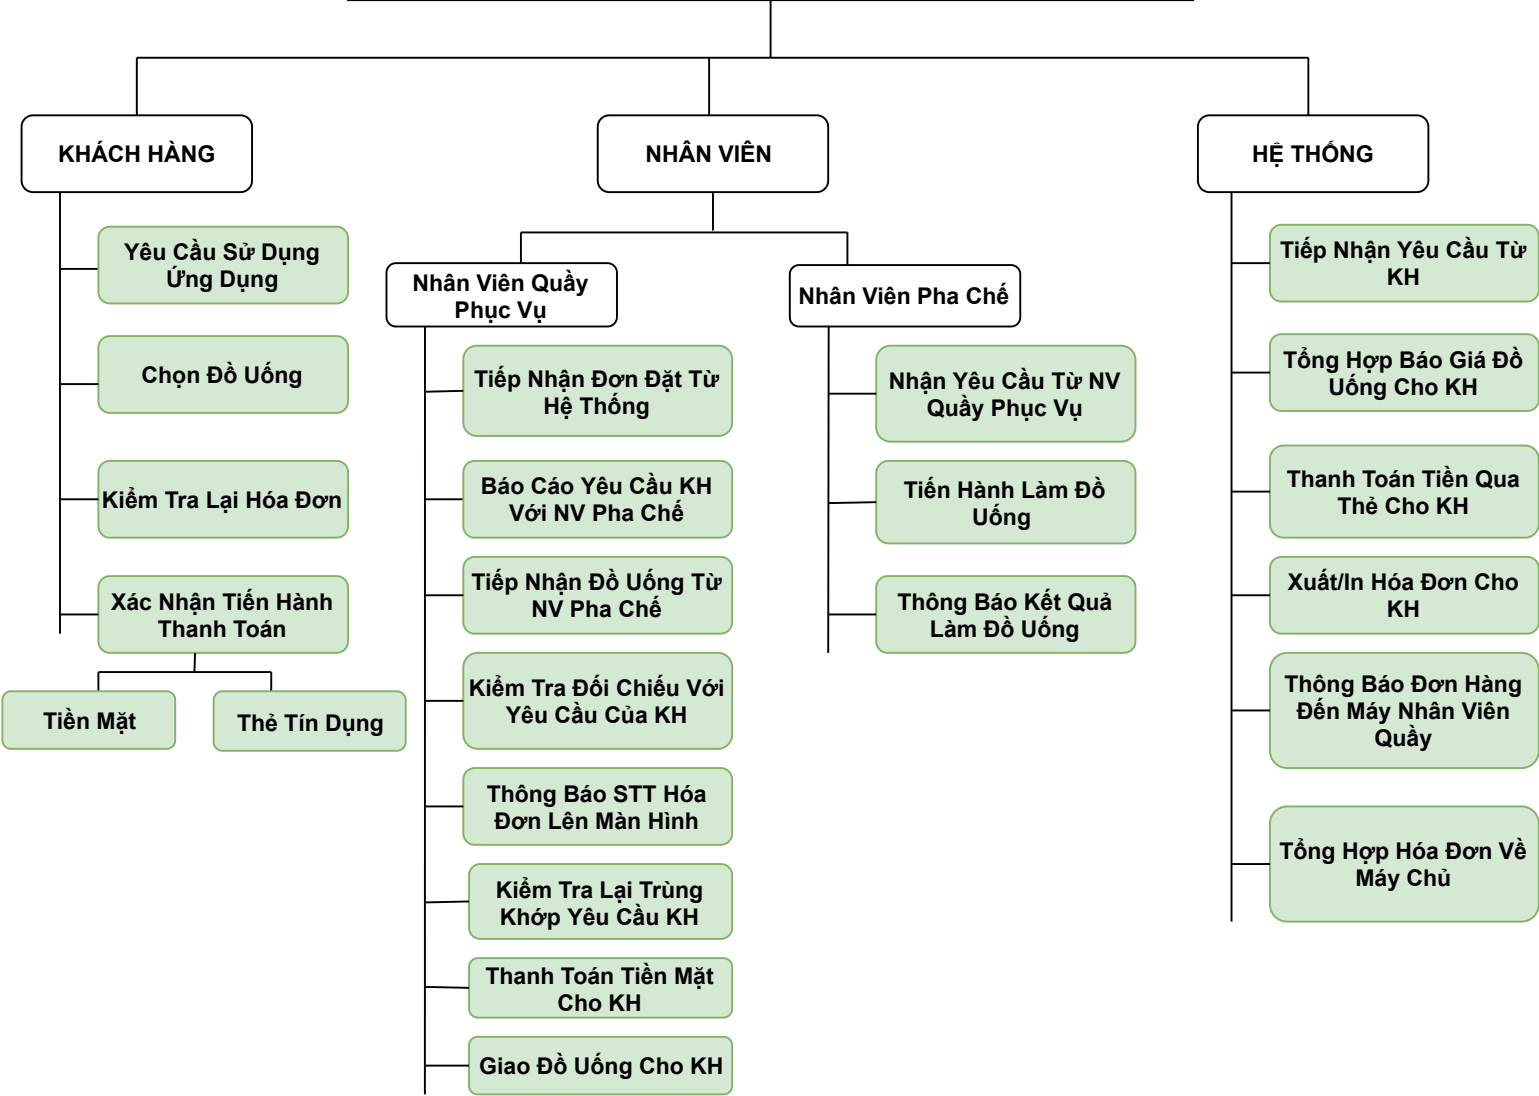 KHÁCH HÀNG
Yêu Cầu Sử Dụng
Ứng Dụng
Chọn Đồ Uống
Kiểm Tra Lại Hóa Đơn
Xác Nhận Tiến Hành
Thanh Toán
Tiền Mặt
Thẻ Tín Dụng
NHÂN VIÊN
Nhân Viên Quầy
Phục Vụ
Tiếp Nhận Đơn Đặt Từ
Hệ Thống
Báo Cáo Yêu Cầu KH
Với NV Pha Chế
Tiếp Nhận Đồ Uống Từ
NV Pha Chế
Kiểm Tra Đối Chiếu Với
Yêu Cầu Của KH
Thông Báo STT Hóa
Đơn Lên Màn Hình
Kiểm Tra Lại Trùng
Khớp Yêu Cầu KH
Thanh Toán Tiền Mặt
Cho KH
Giao Đồ Uống Cho KH
Nhân Viên Pha Chế
Nhận Yêu Cầu Từ NV
Quầy Phục Vụ
Tiến Hành Làm Đồ
Uống
Thông Báo Kết Quả
Làm Đồ Uống
HỆ THỐNG
Tiếp Nhận Yêu Cầu Từ
KH
Tổng Hợp Báo Giá Đồ
Uống Cho KH
Thanh Toán Tiền Qua
Thẻ Cho KH
Xuất/In Hóa Đơn Cho
KH
Thông Báo Đơn Hàng
Đến Máy Nhân Viên
Quầy
Tổng Hợp Hóa Đơn Về
Máy Chủ